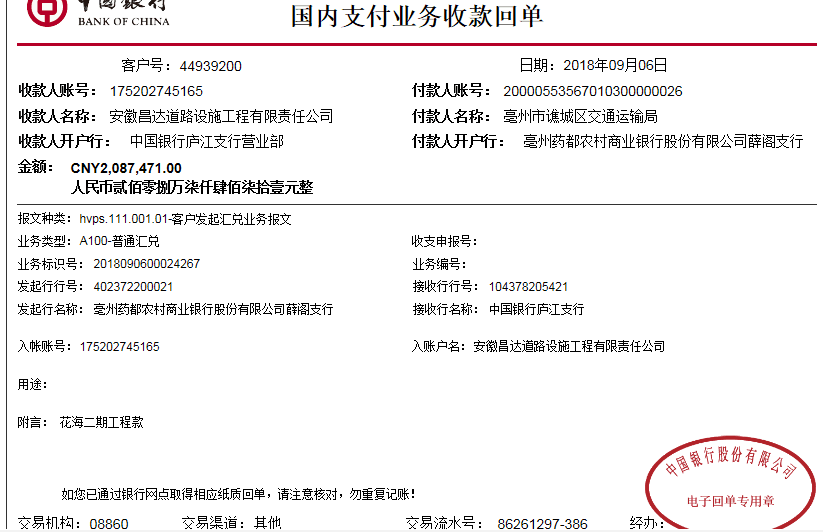 中国银行
BANK OF CHINA
国内支付业务收款回单
客户号：44939200 日期：2018年09月06日
收款人账号：175202745165 付款人账号：20000553567010300000026
收款人名称：安徽昌达道路设施工程有限责任公司 付款人名称：亳州市谯城区交通运输局
收款人开户行：中国银行庐江支行营业部 付款人开户行：亳州药都农村商业银行股份有限公司薛阁支行
金额：CNY2,087,471.00
人民币贰佰零捌万柒仟肆佰柒拾壹元整
报文种类：hvps.111.001.01-客户发起汇兑业务报文
业务类型：A100-普通汇兑 收支申报号：
业务标识号：2018090600024267 业务编号：
发起行行号：402372200021 接收行行号：104378205421
发起行名称：亳州药都农村商业银行股份有限公司薛阁支行 接收行名称：中国银行庐江支行
入帐账号：175202745165 入账户名：安徽昌达道路设施工程有限责任公司
用途：
附言：花海二期工程款
中国银行股份有限公司
电子回单专用章
如您已通过银行网点取得相应纸质回单，请注意核对，勿重复记账！
交易机构：08860 交易渠道：其他 交易流水号：86261297-386 经办：